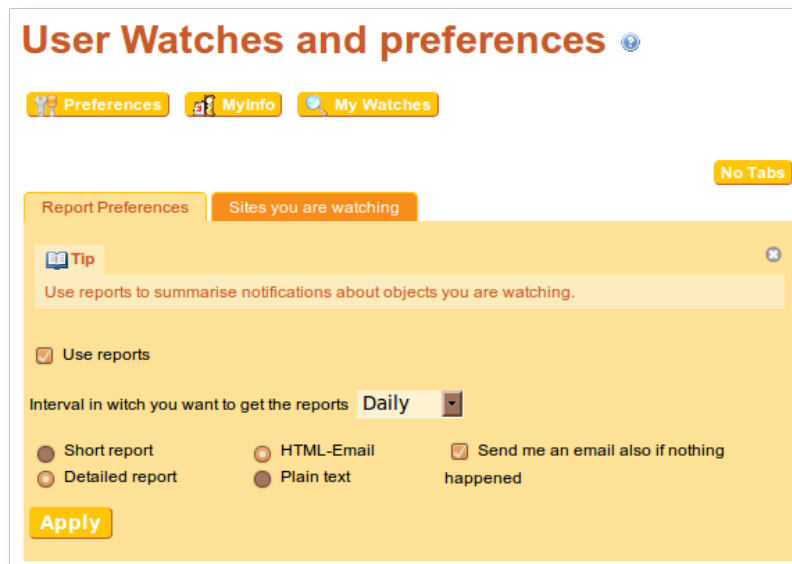 User Watches and preferences
Preferences MyInfo My Watches
No Tabs
Report Preferences Sites you are watching
Tip
Use reports to summarise notifications about objects you are watching.
Use reports
Interval in witch you want to get the reports Daily
Short report HTML-Email Send me an email also if nothing
Detailed report Plain text happened
Apply